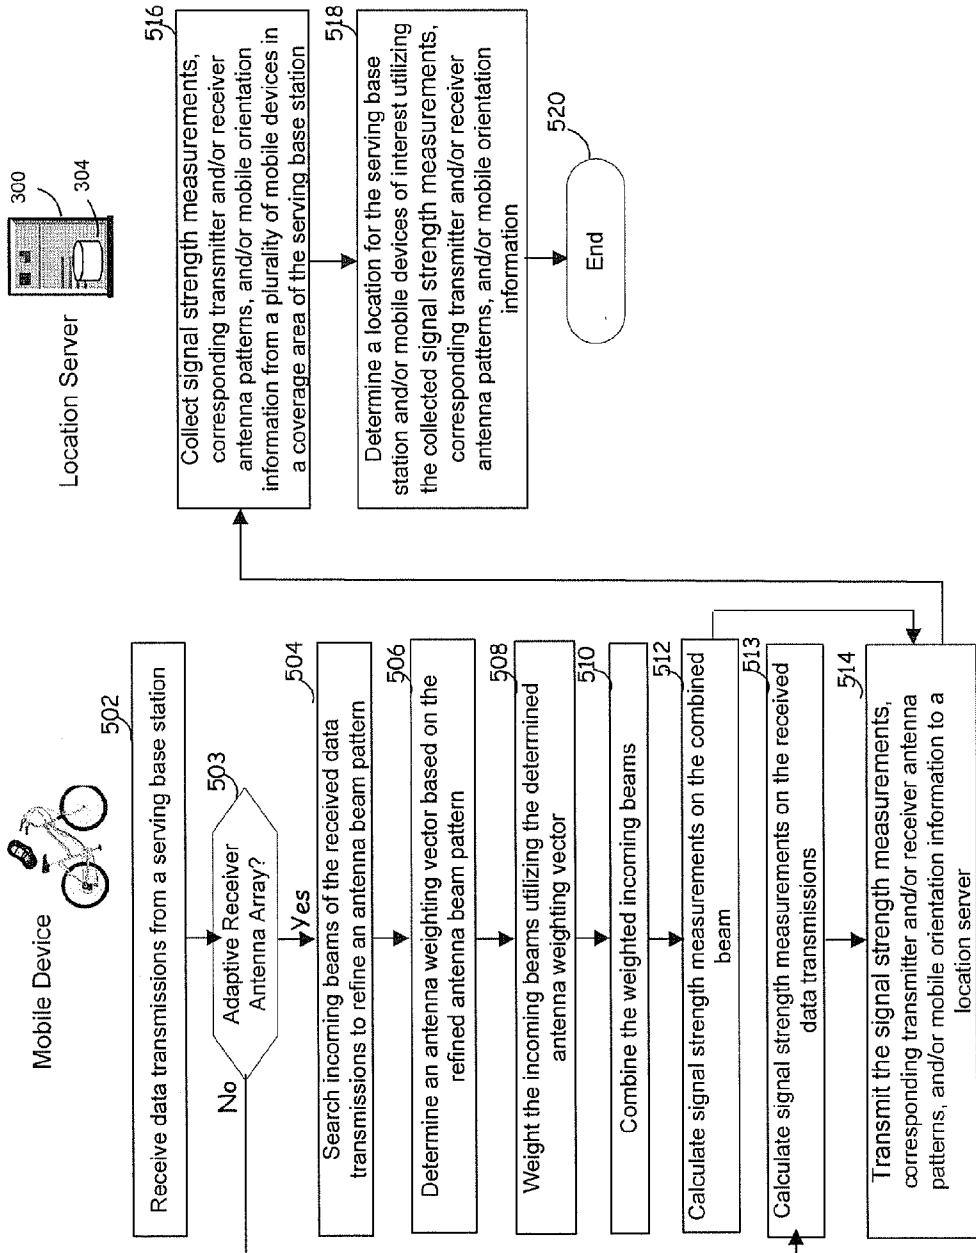 Mobile Device
502
Receive data transmissions from a serving base station
503
Adaptive Receiver
Antenna Array?
No
Yes
504
Search incoming beams of the received data
transmissions to refine an antenna beam pattern
506
Determine an antenna weighting vector based on the
refined antenna beam pattern
508
Weight the incoming beams utilizing the determined
antenna weighting vector
510
Combine the weighted incoming beams
512
Calculate signal strength measurements on the combined
beam
513
Calculate signal strength measurements on the received
data transmissions
514
Transmit the signal strength measurements,
corresponding transmitter and/or receiver antenna
patterns, and/or mobile orientation information to a
location server
Location Server
300
304
516
Collect signal strength measurements,
corresponding transmitter and/or receiver
antenna patterns, and/or mobile orientation
information from a plurality of mobile devices in
a coverage area of the serving base station
518
Determine a location for the serving base
station and/or mobile devices of interest utilizing
the collected signal strength measurements,
corresponding transmitter and/or receiver
antenna patterns, and/or mobile orientation
information
520
End